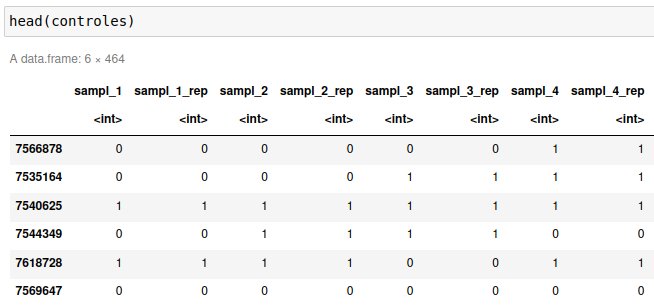 head(controles)
A data.frame: 6 × 464
sampl_1 sampl_1_rep sampl_2 sampl_2_rep sampl_3 sampl_3_rep sampl_4 sampl_4_rep
<int> <int> <int> <int> <int> <int> <int> <int>
7566878 0 0 0 0 0 0 1 1
7535164 0 0 0 0 1 1 1 1
7540625 1 1 1 1 1 1 1 1
7544349 0 0 1 1 1 1 0 0
7618728 1 1 1 1 0 0 1 1
7569647 0 0 0 0 0 0 0 0